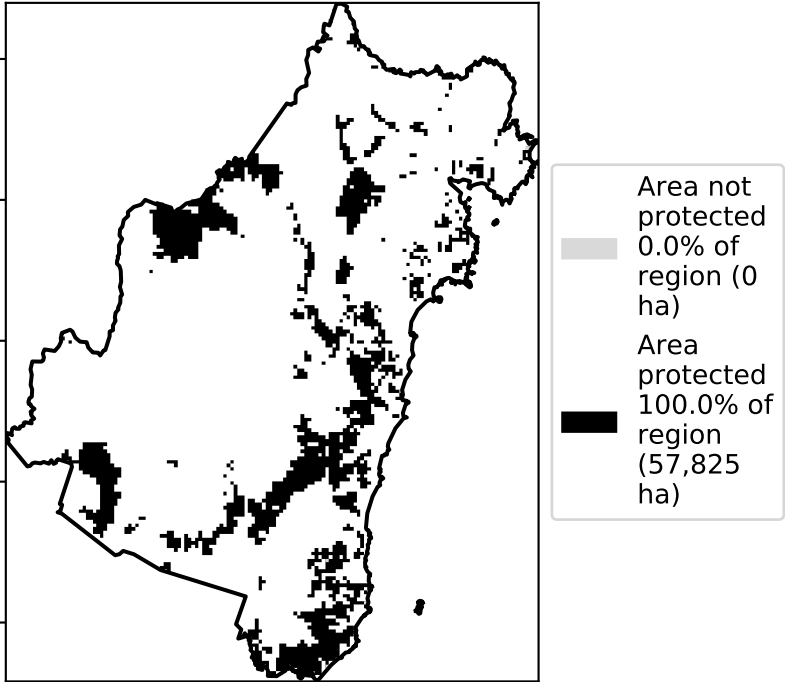 Area not
protected
0.0% of
region (0
ha)
Area
protected
100.0% of
region
(57,825
ha)